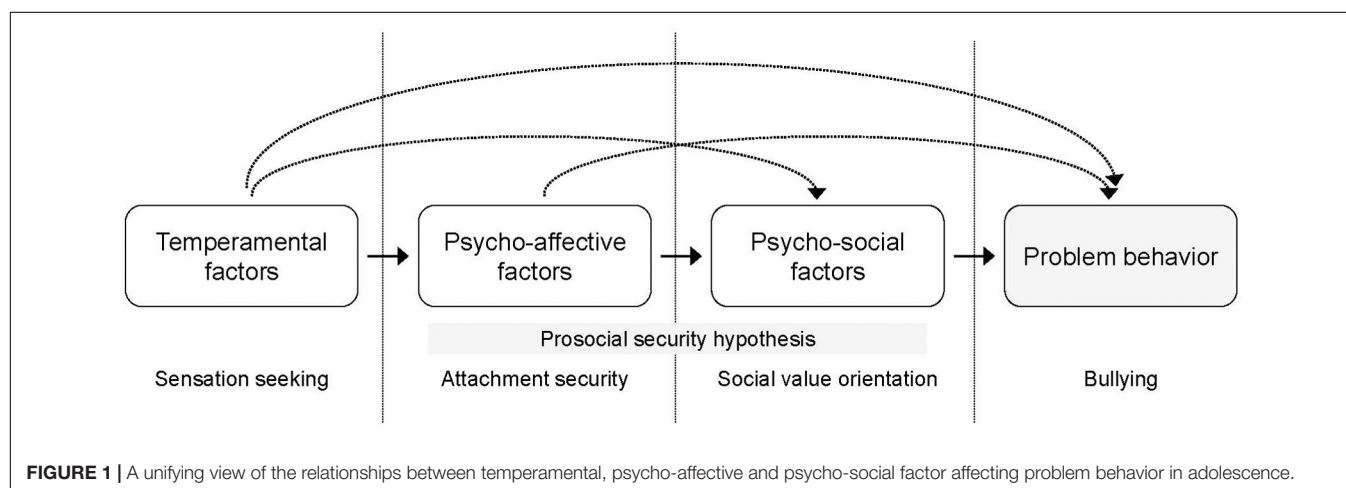 Temperamental
factors
Psycho-affective
factors
Psycho-social
factors
Problem behavior
Prosocial security hypothesis
Sensation seeking
Attachment security
Social value orientation
Bullying
FIGURE 1 | A unifying view of the relationships between temperamental, psycho-affective and psycho-social factor affecting problem behavior in adolescence.